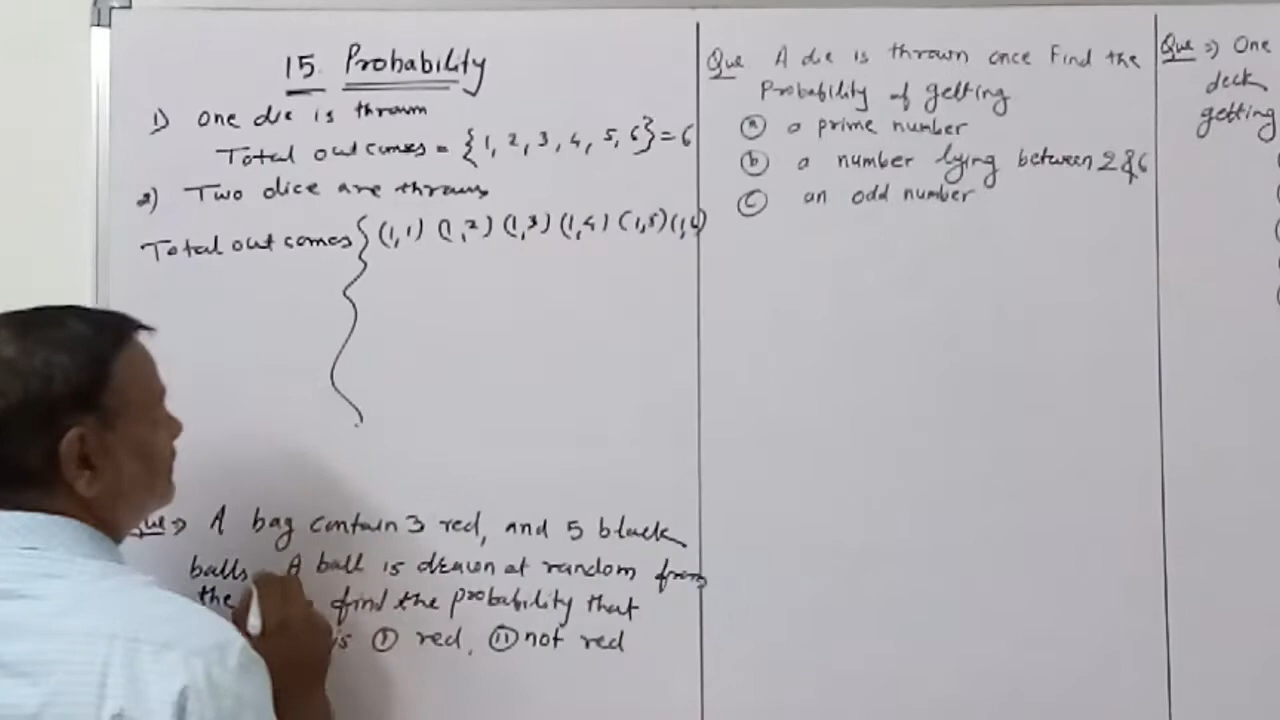 15. Probability
1) One die is thrown
Total outcomes = {1, 2, 3, 4, 5, 6} = 6
2) Two dice are thrown
Total outcomes { (1,1) (1,2) (1,3) (1,4) (1,5) (1,6)
Que => A bag contain 3 red, and 5 black
balls. A ball is drawn at random from
the find the probability that
is (i) red, (ii) not red
Que A die is thrown once Find the
Probability of getting
(a) a prime number
(b) a number lying between 2 & 6
(c) an odd number
Que => One
deck
getting